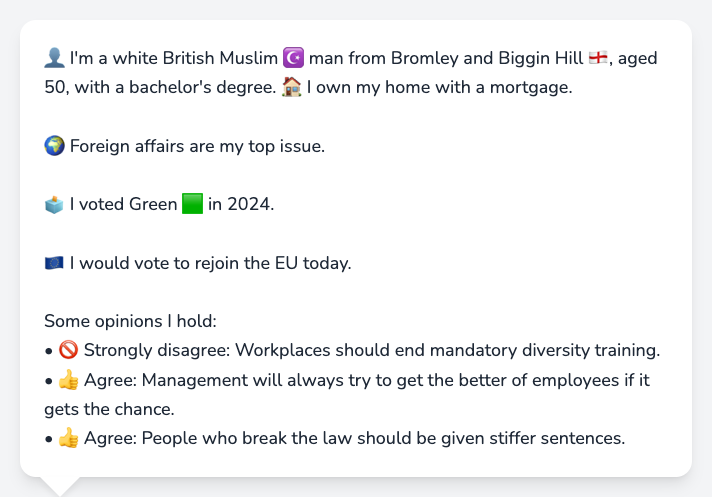 👤 I'm a white British Muslim ☪️ man from Bromley and Biggin Hill 🏴󠁧󠁢󠁥󠁮󠁧󠁿, aged
50, with a bachelor's degree. 🏠 I own my home with a mortgage.
🌍 Foreign affairs are my top issue.
🗳️ I voted Green 🟩 in 2024.
🇪🇺 I would vote to rejoin the EU today.
Some opinions I hold:
• 🚫 Strongly disagree: Workplaces should end mandatory diversity training.
• 👍 Agree: Management will always try to get the better of employees if it
gets the chance.
• 👍 Agree: People who break the law should be given stiffer sentences.